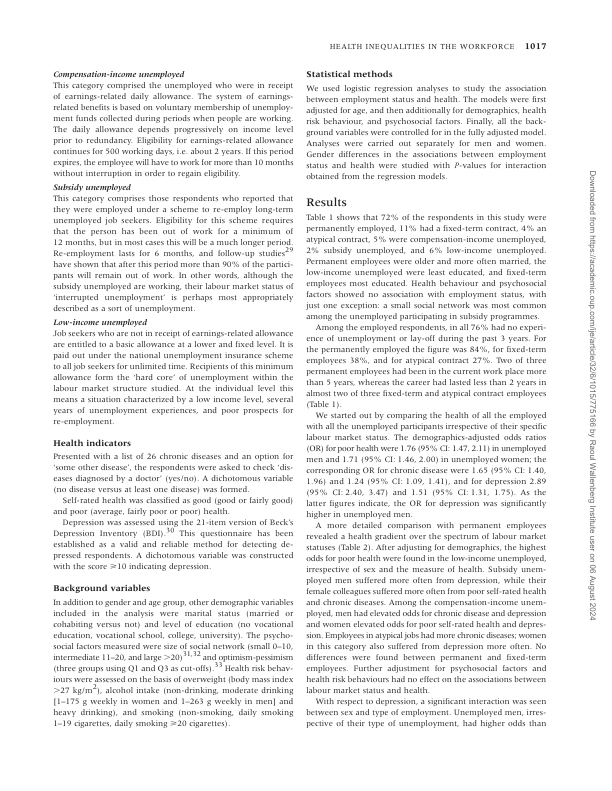 HEALTH INEQUALITIES IN THE WORKFORCE 1017
Compensation-income unemployed
This category comprised the unemployed who were in receipt
of earnings-related daily allowance. The system of earnings-
related benefits is based on voluntary membership of unemploy-
ment funds collected during periods when people are working.
The daily allowance depends progressively on income level
prior to redundancy. Eligibility for earnings-related allowance
continues for 500 working days, i.e. about 2 years. If this period
expires, the employee will have to work for more than 10 months
without interruption in order to regain eligibility.
Subsidy unemployed
This category comprises those respondents who reported that
they were employed under a scheme to re-employ long-term
unemployed job seekers. Eligibility for this scheme requires
that the person has been out of work for a minimum of
12 months, but in most cases this will be a much longer period.
Re-employment lasts for 6 months, and follow-up studies29
have shown that after this period more than 90% of the partici-
pants will remain out of work. In other words, although the
subsidy unemployed are working, their labour market status of
'interrupted unemployment' is perhaps most appropriately
described as a sort of unemployment.
Low-income unemployed
Job seekers who are not in receipt of earnings-related allowance
are entitled to a basic allowance at a lower and fixed level. It is
paid out under the national unemployment insurance scheme
to all job seekers for unlimited time. Recipients of this minimum
allowance form the 'hard core' of unemployment within the
labour market structure studied. At the individual level this
means a situation characterized by a low income level, several
years of unemployment experiences, and poor prospects for
re-employment.
Health indicators
Presented with a list of 26 chronic diseases and an option for
'some other disease', the respondents were asked to check 'dis-
eases diagnosed by a doctor' (yes/no). A dichotomous variable
(no disease versus at least one disease) was formed.
Self-rated health was classified as good (good or fairly good)
and poor (average, fairly poor or poor) health.
Depression was assessed using the 21-item version of Beck's
Depression Inventory (BDI).30 This questionnaire has been
established as a valid and reliable method for detecting de-
pressed respondents. A dichotomous variable was constructed
with the score ≥10 indicating depression.
Background variables
In addition to gender and age group, other demographic variables
included in the analysis were marital status (married or
cohabiting versus not) and level of education (no vocational
education, vocational school, college, university). The psycho-
social factors measured were size of social network (small 0–10,
intermediate 11–20, and large >20)31,32 and optimism-pessimism
(three groups using Q1 and Q3 as cut-offs).33 Health risk behav-
iours were assessed on the basis of overweight (body mass index
>27 kg/m2), alcohol intake (non-drinking, moderate drinking
[1–175 g weekly in women and 1–263 g weekly in men] and
heavy drinking), and smoking (non-smoking, daily smoking
1–19 cigarettes, daily smoking ≥20 cigarettes).
Statistical methods
We used logistic regression analyses to study the association
between employment status and health. The models were first
adjusted for age, and then additionally for demographics, health
risk behaviour, and psychosocial factors. Finally, all the back-
ground variables were controlled for in the fully adjusted model.
Analyses were carried out separately for men and women.
Gender differences in the associations between employment
status and health were studied with P-values for interaction
obtained from the regression models.
Results
Table 1 shows that 72% of the respondents in this study were
permanently employed, 11% had a fixed-term contract, 4% an
atypical contract, 5% were compensation-income unemployed,
2% subsidy unemployed, and 6% low-income unemployed.
Permanent employees were older and more often married, the
low-income unemployed were least educated, and fixed-term
employees most educated. Health behaviour and psychosocial
factors showed no association with employment status, with
just one exception: a small social network was most common
among the unemployed participating in subsidy programmes.
Among the employed respondents, in all 76% had no experi-
ence of unemployment or lay-off during the past 3 years. For
the permanently employed the figure was 84%, for fixed-term
employees 38%, and for atypical contract 27%. Two of three
permanent employees had been in the current work place more
than 5 years, whereas the career had lasted less than 2 years in
almost two of three fixed-term and atypical contract employees
(Table 1).
We started out by comparing the health of all the employed
with all the unemployed participants irrespective of their specific
labour market status. The demographics-adjusted odds ratios
(OR) for poor health were 1.76 (95% CI: 1.47, 2.11) in unemployed
men and 1.71 (95% CI: 1.46, 2.00) in unemployed women; the
corresponding OR for chronic disease were 1.65 (95% CI: 1.40,
1.96) and 1.24 (95% CI: 1.09, 1.41), and for depression 2.89
(95% CI: 2.40, 3.47) and 1.51 (95% CI: 1.31, 1.75). As the
latter figures indicate, the OR for depression was significantly
higher in unemployed men.
A more detailed comparison with permanent employees
revealed a health gradient over the spectrum of labour market
statuses (Table 2). After adjusting for demographics, the highest
odds for poor health were found in the low-income unemployed,
irrespective of sex and the measure of health. Subsidy unem-
ployed men suffered more often from depression, while their
female colleagues suffered more often from poor self-rated health
and chronic diseases. Among the compensation-income unem-
ployed, men had elevated odds for chronic disease and depression
and women elevated odds for poor self-rated health and depres-
sion. Employees in atypical jobs had more chronic diseases; women
in this category also suffered from depression more often. No
differences were found between permanent and fixed-term
employees. Further adjustment for psychosocial factors and
health risk behaviours had no effect on the associations between
labour market status and health.
With respect to depression, a significant interaction was seen
between sex and type of employment. Unemployed men, irres-
pective of their type of unemployment, had higher odds than
Downloaded from https://academic.oup.com/ije/article/32/6/1015/775166 by Raoul Wallenberg Institute user on 06 August 2024